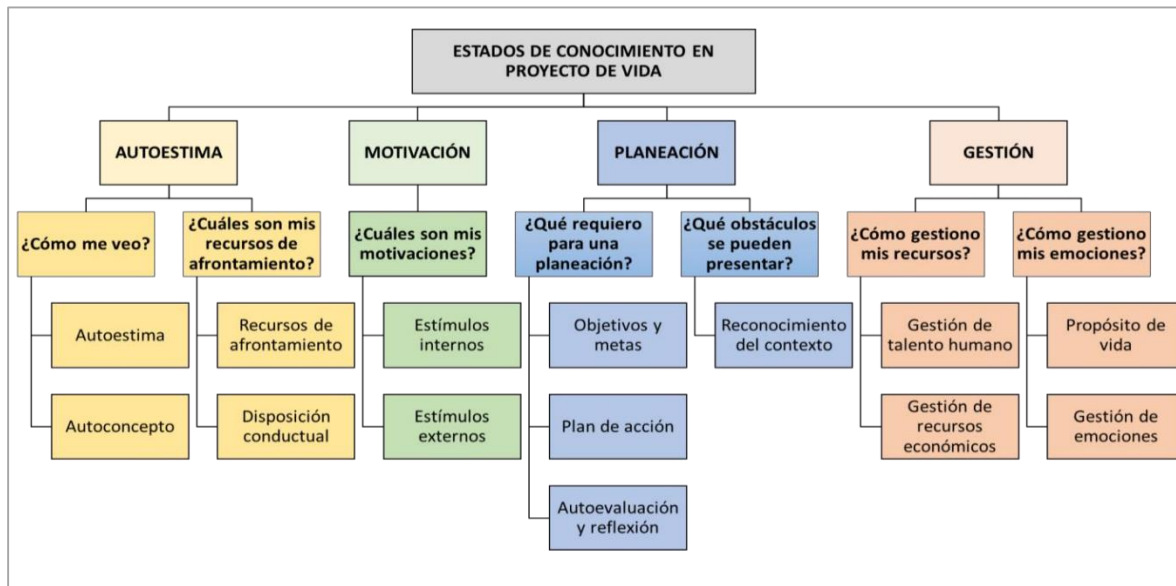 ESTADOS DE CONOCIMIENTO EN
PROYECTO DE VIDA
AUTOESTIMA
MOTIVACIÓN
PLANEACIÓN
GESTIÓN
¿Cómo me veo?
¿Cuáles son mis
recursos de
afrontamiento?
¿Cuáles son mis
motivaciones?
¿Qué requiero
para una
planeación?
¿Qué obstáculos
se pueden
presentar?
¿Cómo gestiono
mis recursos?
¿Cómo gestiono
mis emociones?
Autoestima
Recursos de
afrontamiento
Estímulos
internos
Objetivos y
metas
Reconocimiento
del contexto
Gestión de
talento humano
Propósito de
vida
Autoconcepto
Disposición
conductual
Estímulos
externos
Plan de acción
Gestión de
recursos
económicos
Gestión de
emociones
Autoevaluación
y reflexión